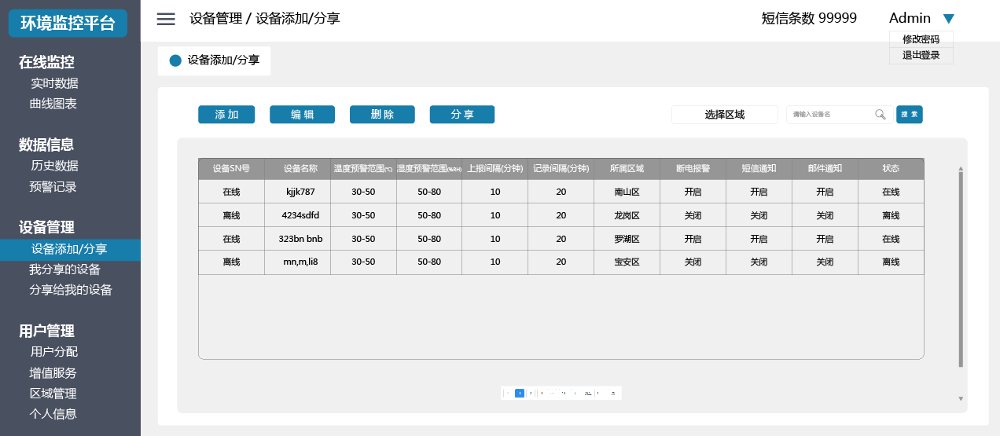 环境监控平台
设备管理 / 设备添加/分享
短信条数 99999
Admin
修改密码
退出登录
在线监控
实时数据
曲线图表
数据信息
历史数据
预警记录
设备管理
设备添加/分享
我分享的设备
分享给我的设备
用户管理
用户分配
增值服务
区域管理
个人信息
设备添加/分享
添 加 编 辑 删 除 分 享 选择区域 请输入设备名 搜 索
设备SN号 设备名称 温度预警范围(℃) 湿度预警范围(%RH) 上报间隔(分钟) 记录间隔(分钟) 所属区域 断电报警 短信通知 邮件通知 状态
在线 kjjk787 30-50 50-80 10 20 南山区 开启 开启 开启 在线
离线 4234sdfd 30-50 50-80 10 20 龙岗区 关闭 关闭 关闭 离线
在线 323bn bnb 30-50 50-80 10 20 罗湖区 开启 开启 开启 在线
离线 mn,m,li8 30-50 50-80 10 20 宝安区 关闭 关闭 关闭 离线